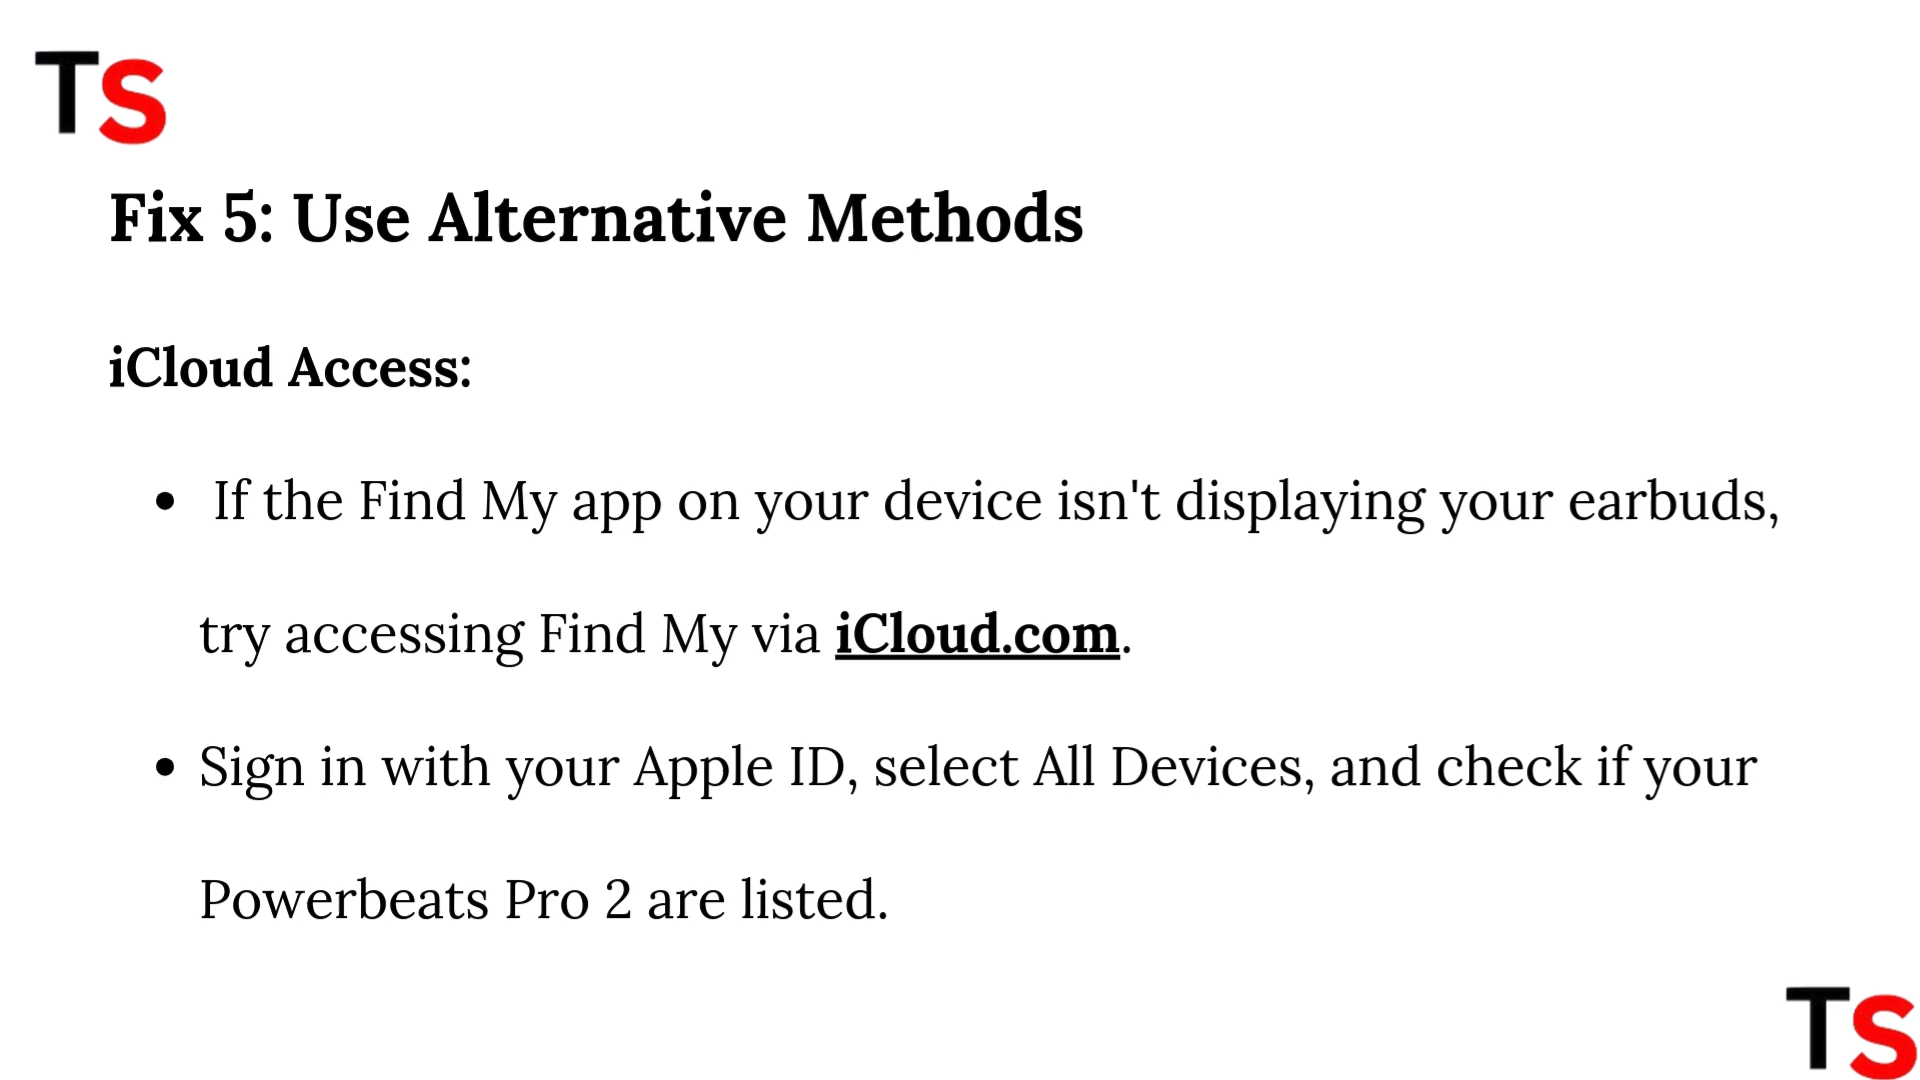 TS
Fix 5: Use Alternative Methods
iCloud Access:
• If the Find My app on your device isn't displaying your earbuds,
try accessing Find My via iCloud.com.
• Sign in with your Apple ID, select All Devices, and check if your
Powerbeats Pro 2 are listed.
TS